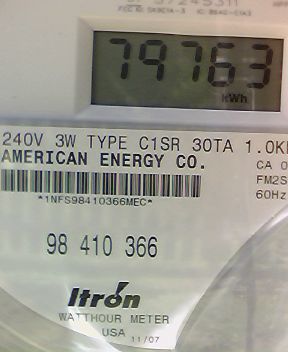 79763
kWh
240V 3W TYPE C1SR 30TA 1.0K
AMERICAN ENERGY CO.
CA 0
FM2S
60Hz
*1NFS98410366MEC*
98 410 366
Itron
WATTHOUR METER
USA 11/07